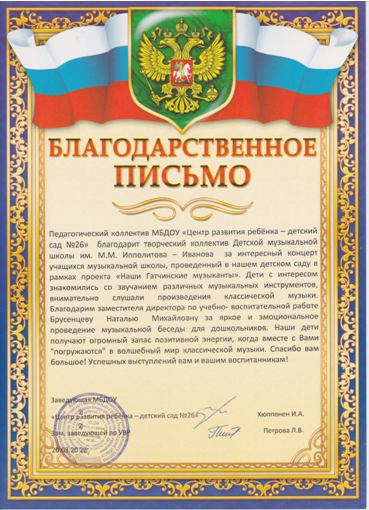 БЛАГОДАРСТВЕННОЕ
ПИСЬМО
Педагогический коллектив МБДОУ «Центр развития ребёнка – детский
сад №26» благодарит творческий коллектив Детской музыкальной
школы им. М.М. Ипполитова – Иванова за интересный концерт
учащихся музыкальной школы, проведенный в нашем детском саду в
рамках проекта «Наши Гатчинские музыканты». Дети с интересом
знакомились со звучанием различных музыкальных инструментов,
внимательно слушали произведения классической музыки.
Благодарим заместителя директора по учебно- воспитательной работе
Брусенцеву Наталью Михайловну за яркое и эмоциональное
проведение музыкальной беседы для дошкольников. Наши дети
получают огромный запас позитивной энергии, когда вместе с Вами
"погружаются" в волшебный мир классической музыки. Спасибо вам
большое! Успешных выступлений вам и вашим воспитанникам!
Заведующая МБДОУ
«Центр развития ребёнка – детский сад №26» Хюппенен И.А.
Зам. заведующей по УВР Петрова Л.В.